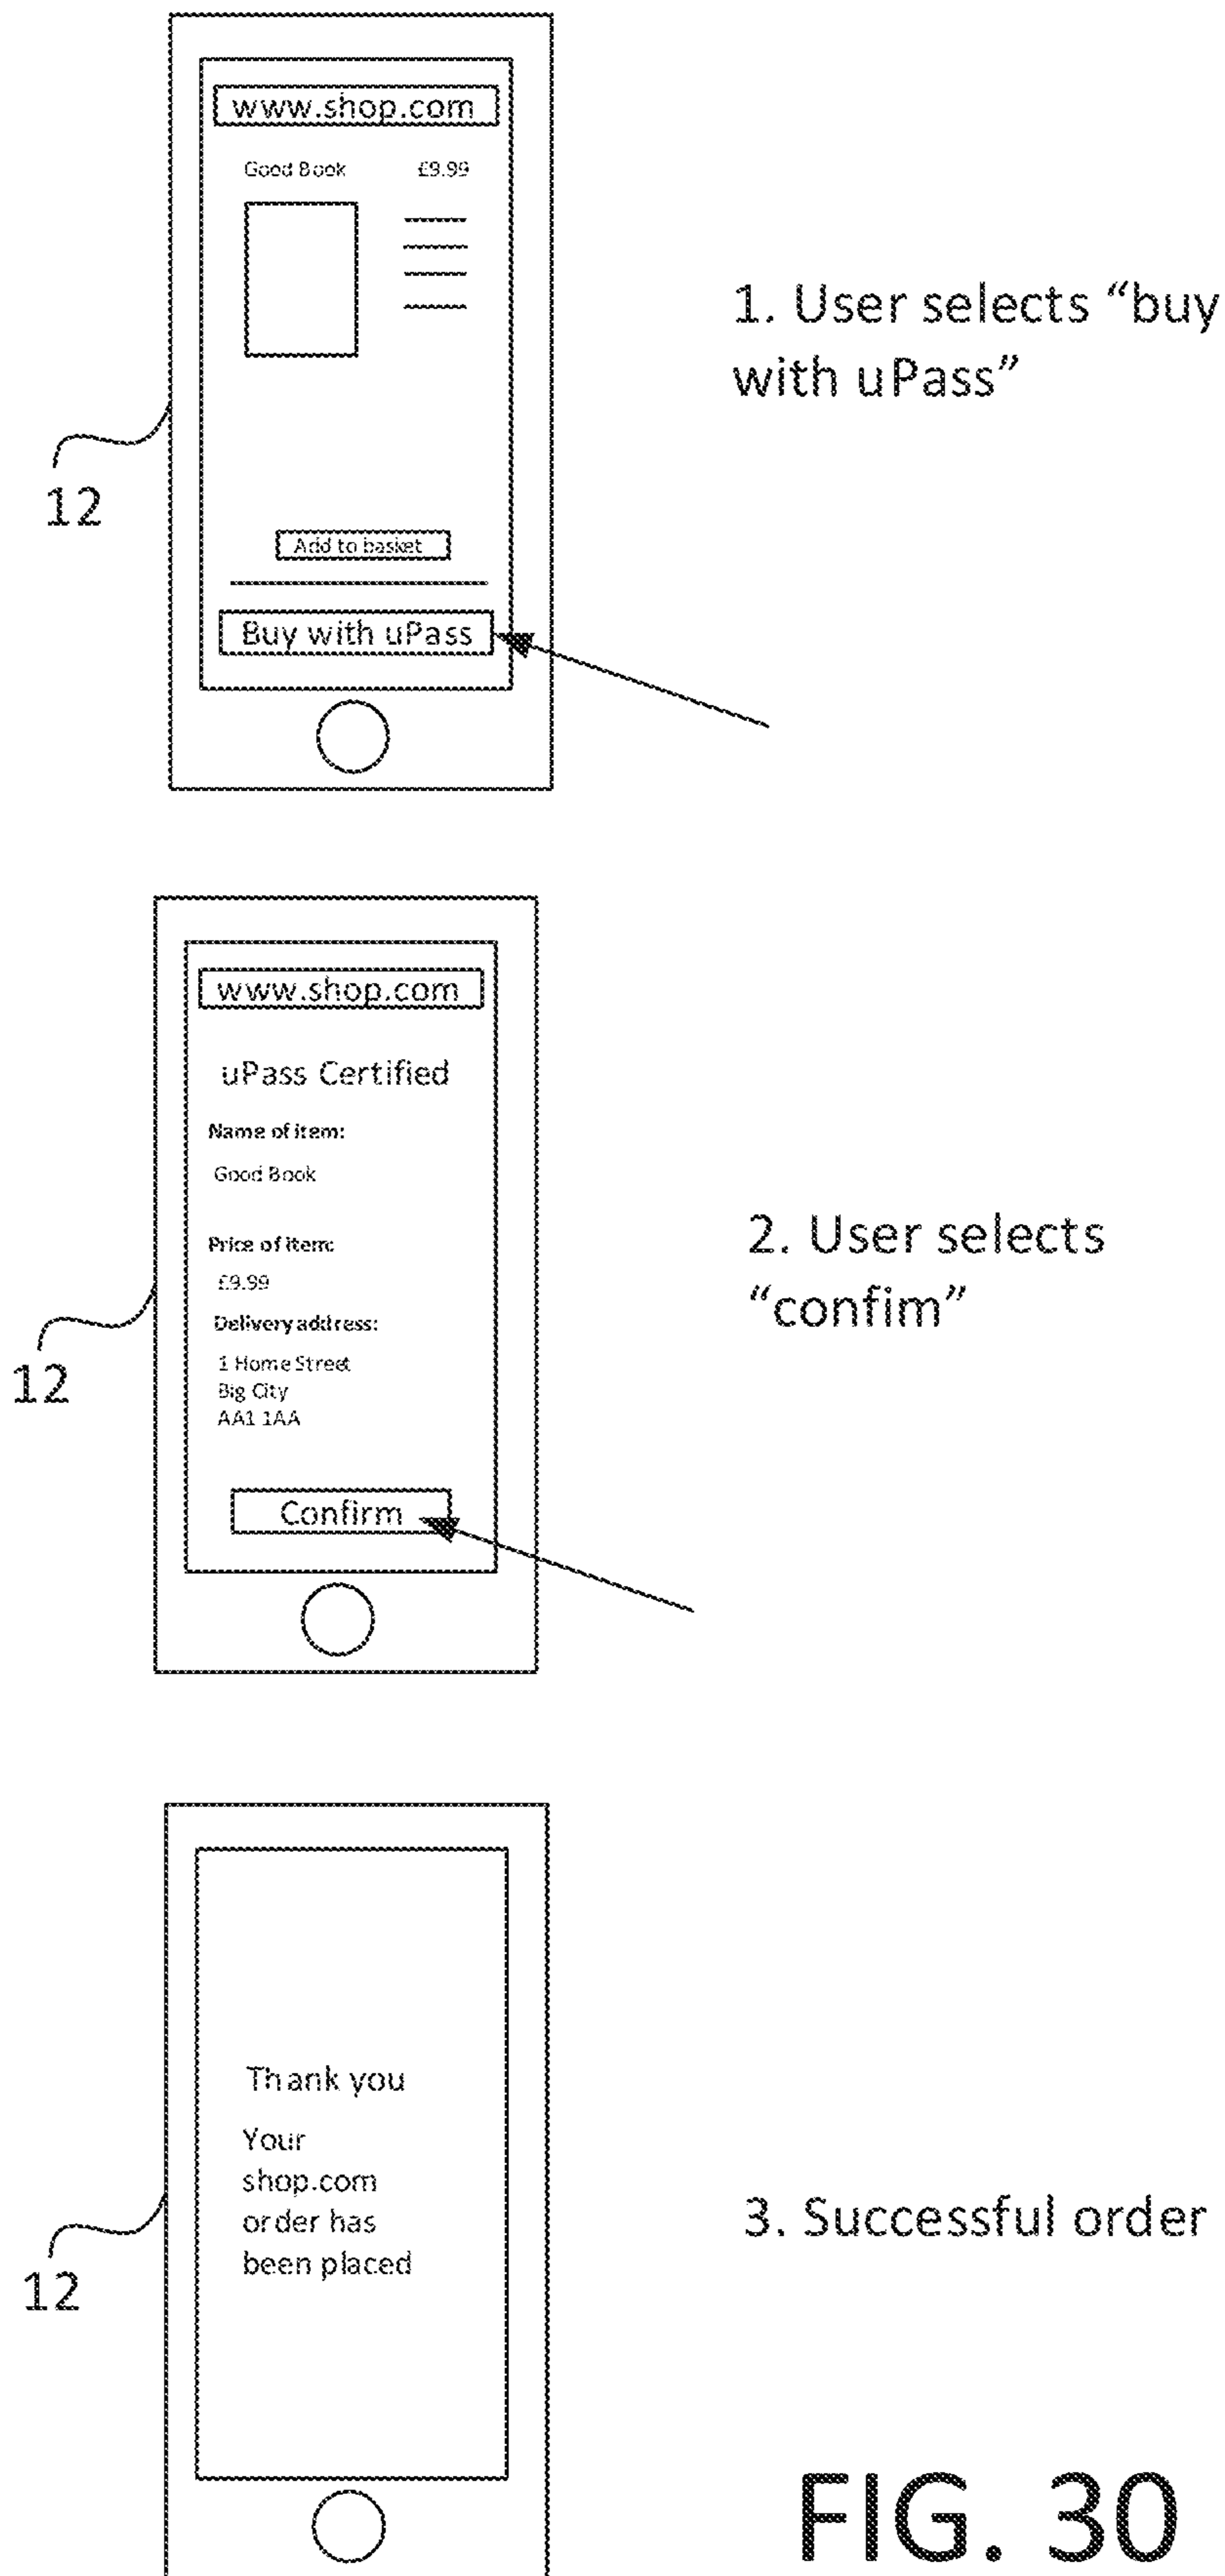 www.shop.com
Good Book £9.99
1. User selects “buy
with uPass”
12
Add to basket
Buy with uPass
www.shop.com
uPass Certified
Name of item:
Good Book
Price of item:
£9.99
2. User selects
“confim”
Delivery address:
1 Home Street
Big City
AA1 1AA
12
Confirm
Thank you
Your
shop.com
order has
been placed
3. Successful order
12
FIG. 30